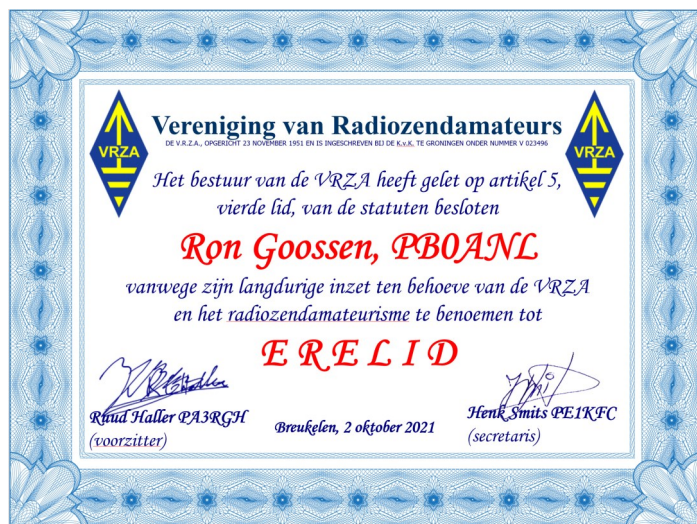 VRZA
VRZA
Vereniging van Radiozendamateurs
DE V.R.Z.A., OPGERICHT 23 NOVEMBER 1951 EN IS INGESCHREVEN BIJ DE K.v.K. TE GRONINGEN ONDER NUMMER V 023496
Het bestuur van de VRZA heeft gelet op artikel 5,
vierde lid, van de statuten besloten
Ron Goossen, PB0ANL
vanwege zijn langdurige inzet ten behoeve van de VRZA
en het radiozendamateurisme te benoemen tot
E R E L I D
Ruud Haller PA3RGH
(voorzitter)
Breukelen, 2 oktober 2021
Henk Smits PE1KFC
(secretaris)